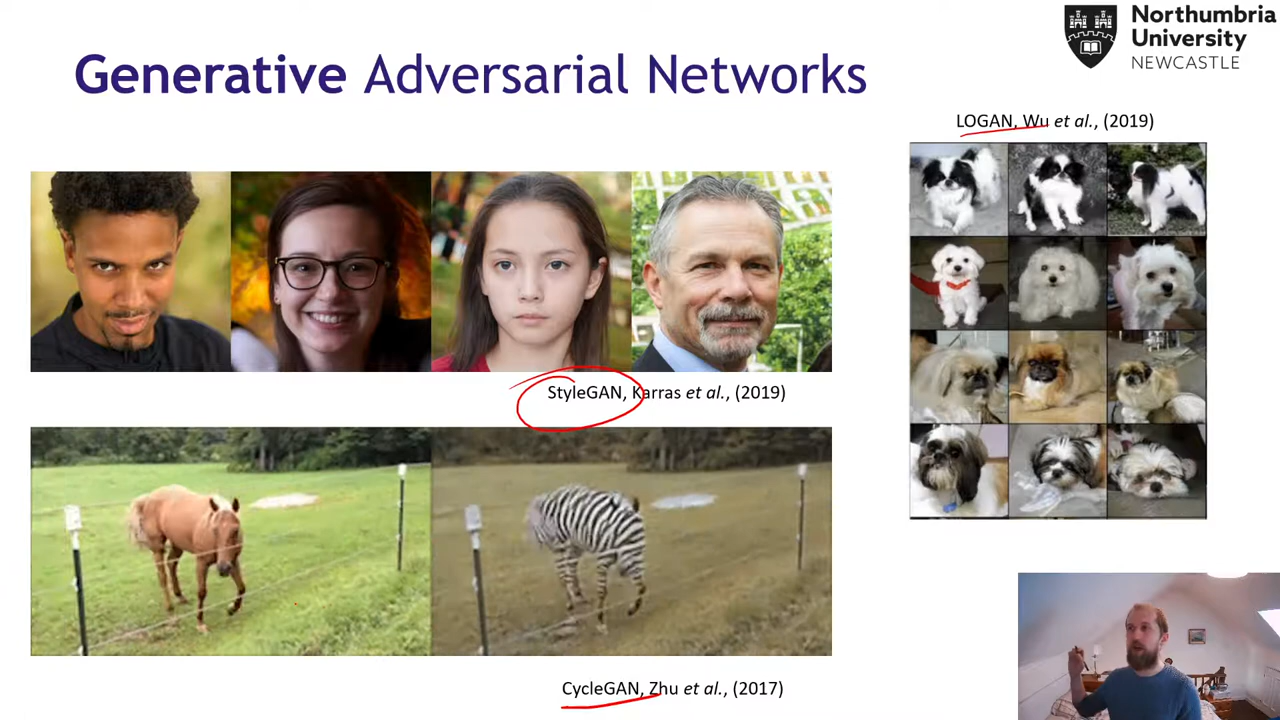 Northumbria
University
NEWCASTLE
Generative Adversarial Networks
LOGAN, Wu et al., (2019)
StyleGAN, Karras et al., (2019)
CycleGAN, Zhu et al., (2017)